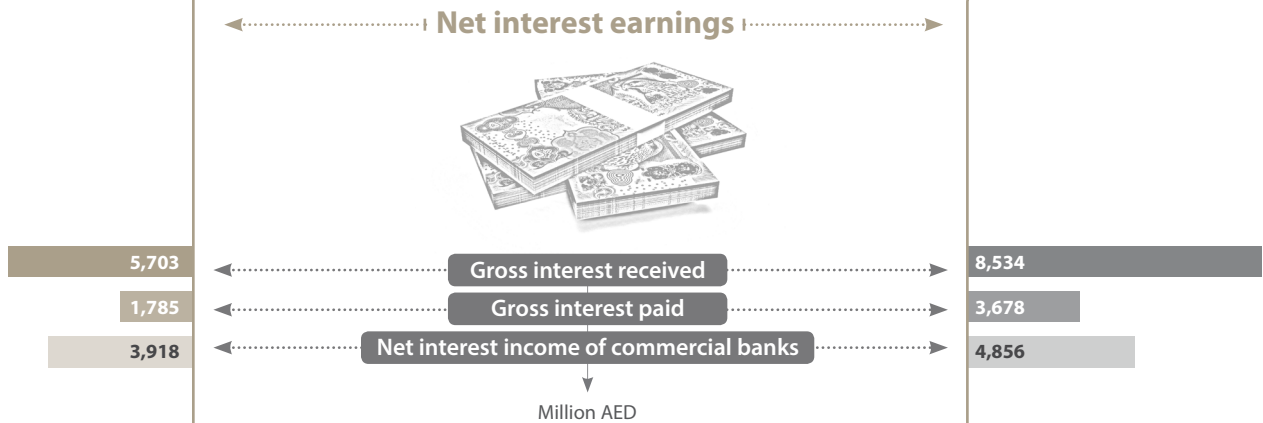 Net interest earnings
5,703 Gross interest received 8,534
1,785 Gross interest paid 3,678
3,918 Net interest income of commercial banks 4,856
Million AED